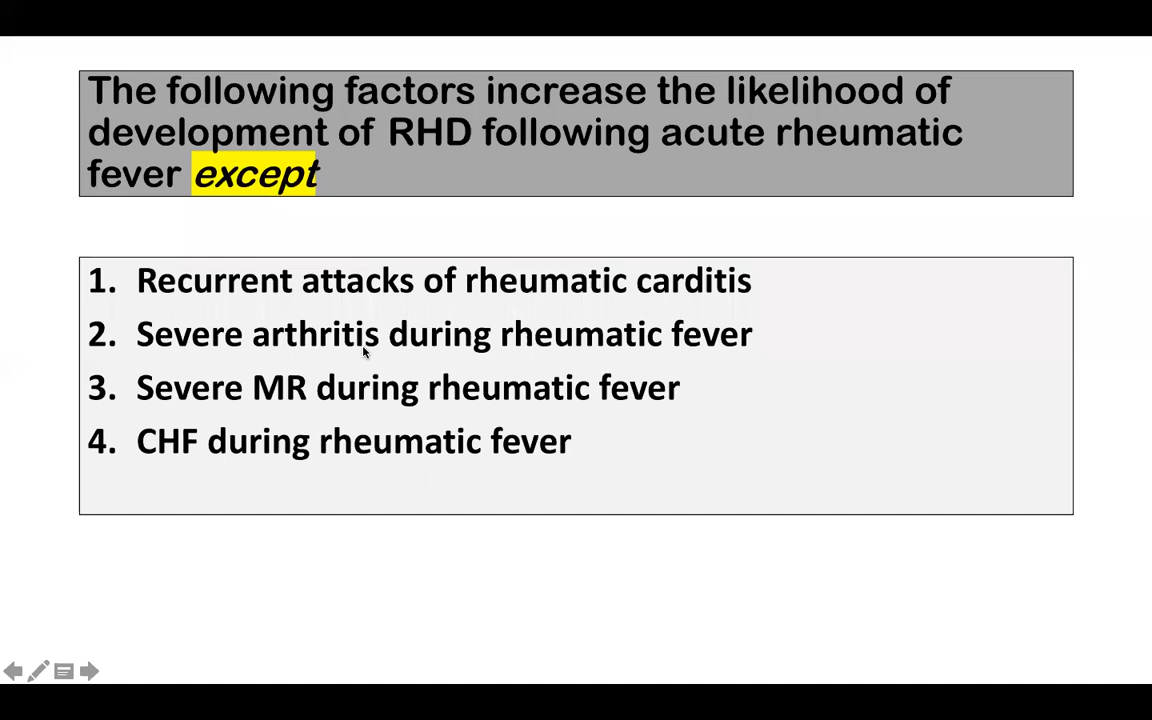 The following factors increase the likelihood of
development of RHD following acute rheumatic
fever except
1. Recurrent attacks of rheumatic carditis
2. Severe arthritis during rheumatic fever
3. Severe MR during rheumatic fever
4. CHF during rheumatic fever